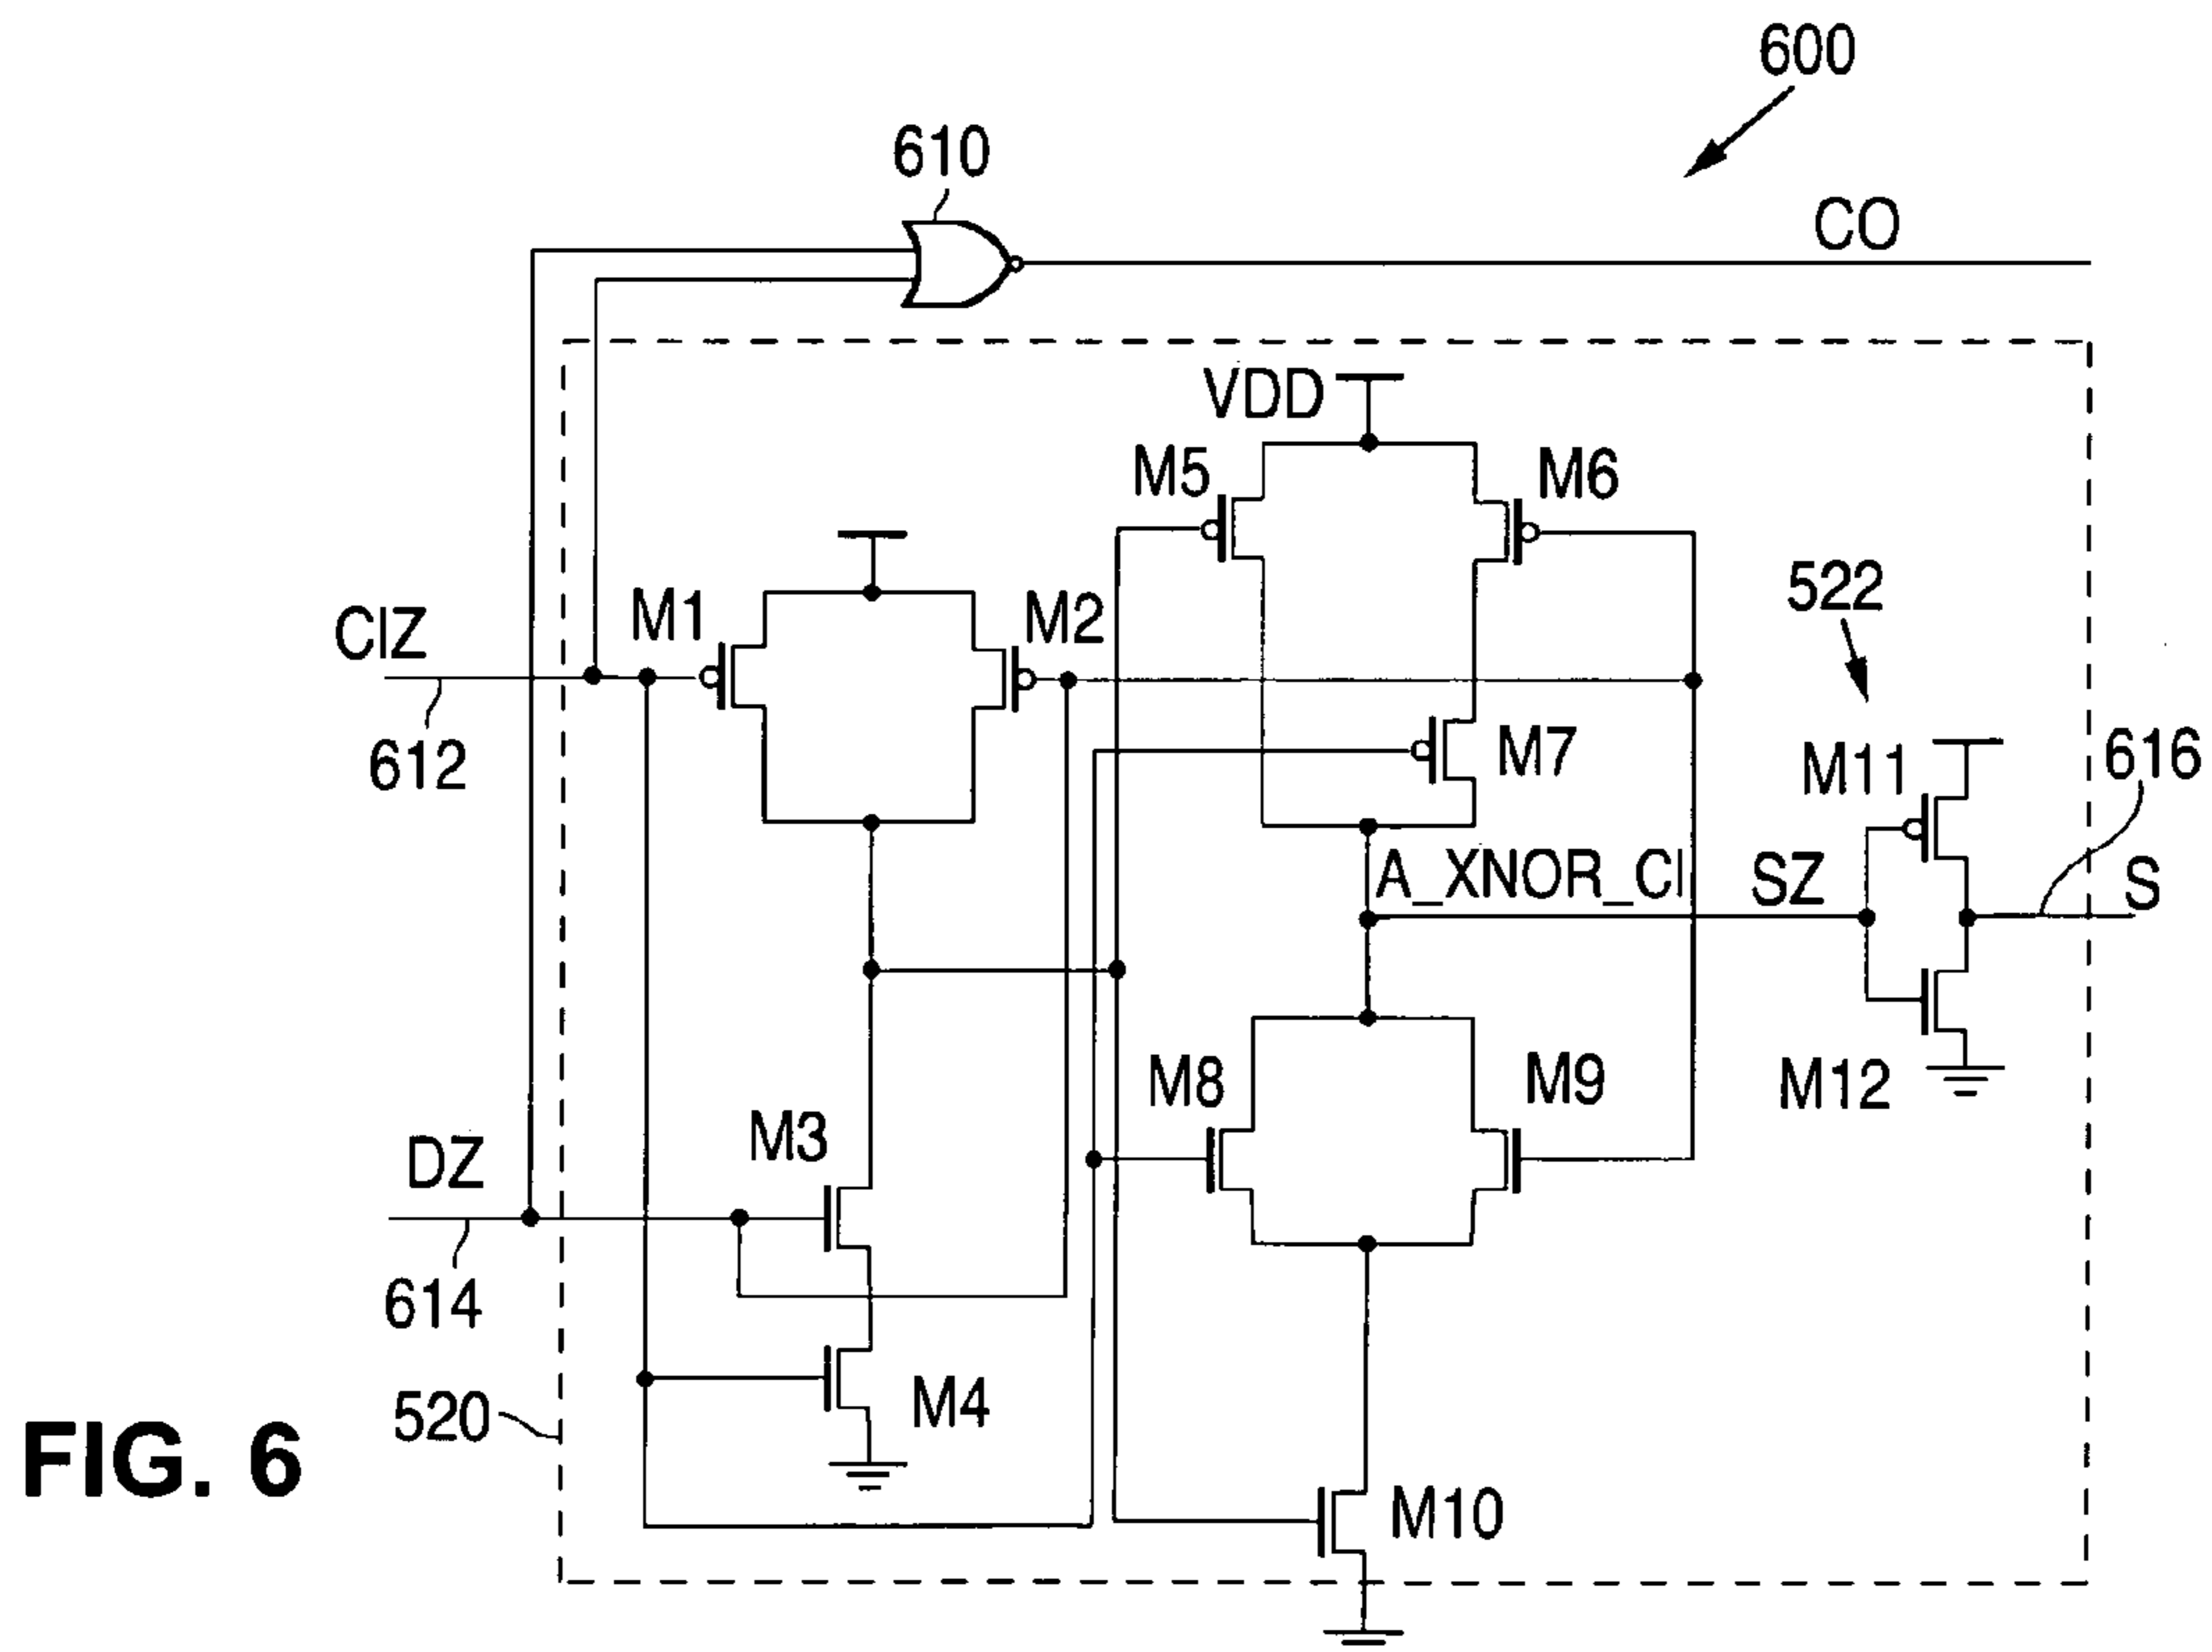 600
610
CO
VDD
M5
M6
522
CIZ
M1
M2
612
M7
M11
616
A_XNOR_CI
SZ
S
M8
M9
M12
DZ
M3
614
520
M4
M10
FIG. 6